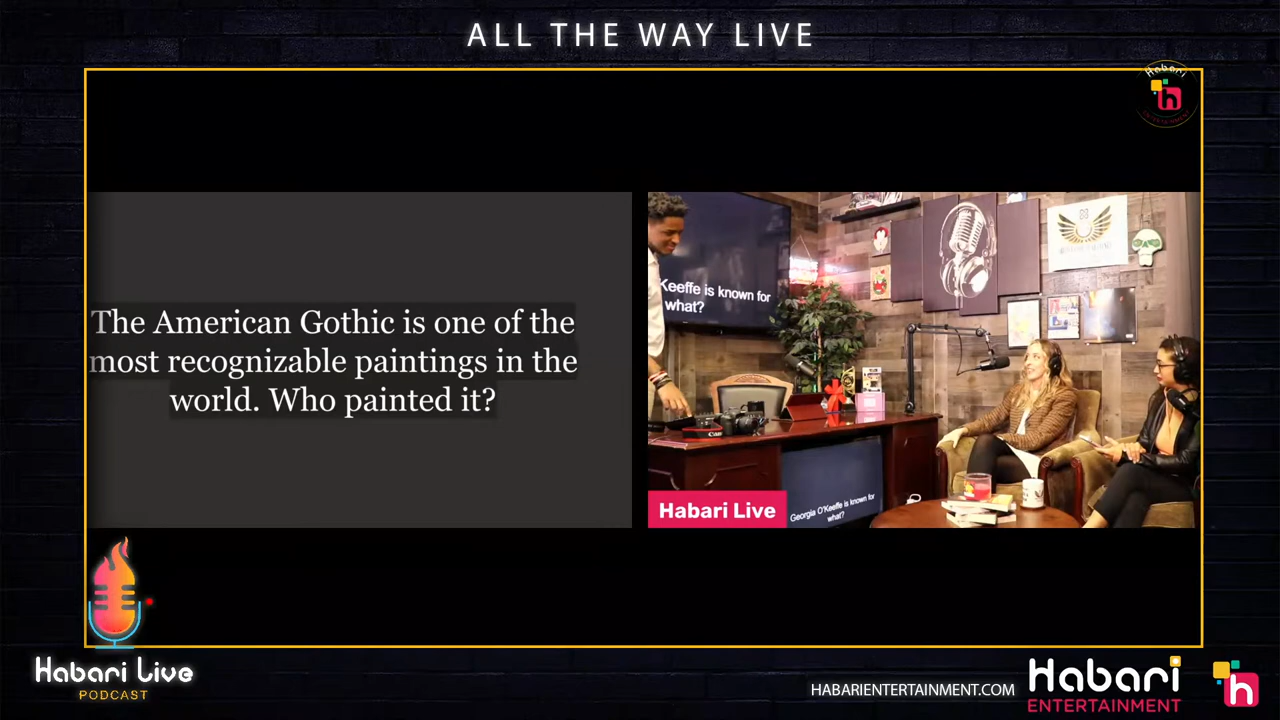 ALL THE WAY LIVE
Habari
The American Gothic is one of the
most recognizable paintings in the
world. Who painted it?
Keeffe is known for
what?
Canon
Georgia O'Keeffe is known for
what?
Habari Live
Habari Live
PODCAST
HABARIENTERTAINMENT.COM
Habari
ENTERTAINMENT
h